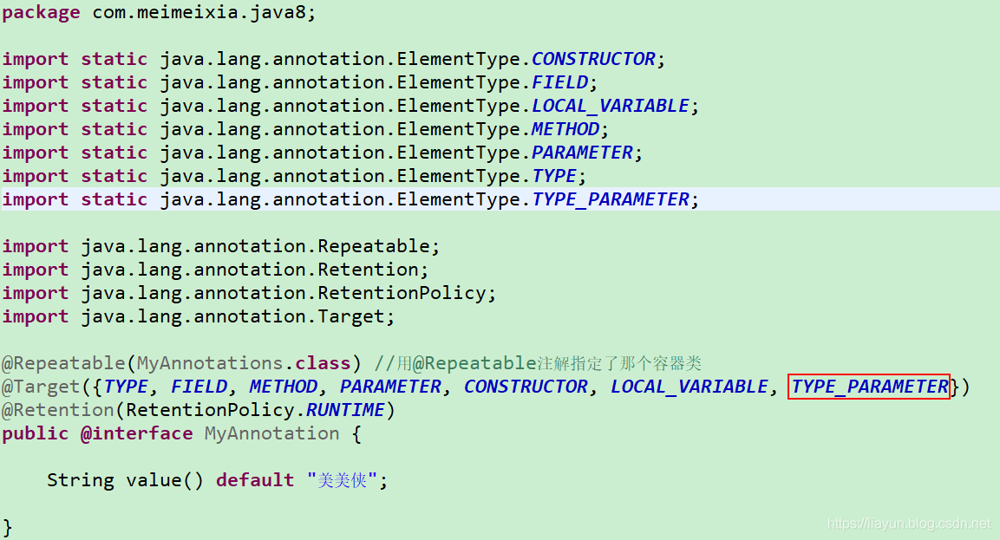 package com.meimeixia.java8;
import static java.lang.annotation.ElementType.CONSTRUCTOR;
import static java.lang.annotation.ElementType.FIELD;
import static java.lang.annotation.ElementType.LOCAL_VARIABLE;
import static java.lang.annotation.ElementType.METHOD;
import static java.lang.annotation.ElementType.PARAMETER;
import static java.lang.annotation.ElementType.TYPE;
import static java.lang.annotation.ElementType.TYPE_PARAMETER;
import java.lang.annotation.Repeatable;
import java.lang.annotation.Retention;
import java.lang.annotation.RetentionPolicy;
import java.lang.annotation.Target;
@Repeatable(MyAnnotations.class) //用@Repeatable注解指定了那个容器类
@Target({TYPE, FIELD, METHOD, PARAMETER, CONSTRUCTOR, LOCAL_VARIABLE, TYPE_PARAMETER})
@Retention(RetentionPolicy.RUNTIME)
public @interface MyAnnotation {
    String value() default "美美侠";
}
https://liayun.blog.csdn.net